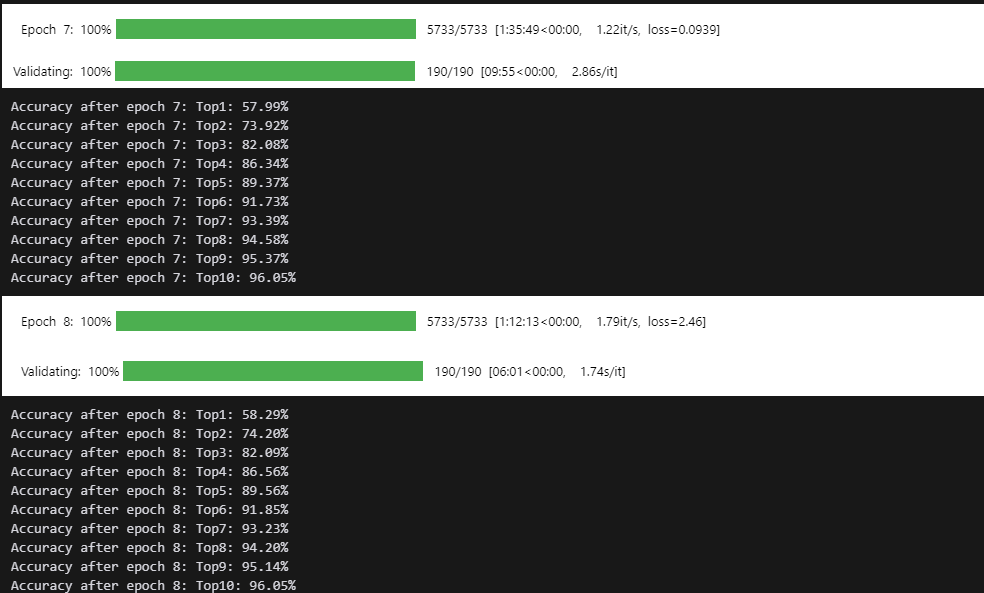 Epoch 7: 100% 5733/5733 [1:35:49<00:00, 1.22it/s, loss=0.0939]
Validating: 100% 190/190 [09:55<00:00, 2.86s/it]
Accuracy after epoch 7: Top1: 57.99%
Accuracy after epoch 7: Top2: 73.92%
Accuracy after epoch 7: Top3: 82.08%
Accuracy after epoch 7: Top4: 86.34%
Accuracy after epoch 7: Top5: 89.37%
Accuracy after epoch 7: Top6: 91.73%
Accuracy after epoch 7: Top7: 93.39%
Accuracy after epoch 7: Top8: 94.58%
Accuracy after epoch 7: Top9: 95.37%
Accuracy after epoch 7: Top10: 96.05%
Epoch 8: 100% 5733/5733 [1:12:13<00:00, 1.79it/s, loss=2.46]
Validating: 100% 190/190 [06:01<00:00, 1.74s/it]
Accuracy after epoch 8: Top1: 58.29%
Accuracy after epoch 8: Top2: 74.20%
Accuracy after epoch 8: Top3: 82.09%
Accuracy after epoch 8: Top4: 86.56%
Accuracy after epoch 8: Top5: 89.56%
Accuracy after epoch 8: Top6: 91.85%
Accuracy after epoch 8: Top7: 93.23%
Accuracy after epoch 8: Top8: 94.20%
Accuracy after epoch 8: Top9: 95.14%
Accuracy after epoch 8: Top10: 96.05%